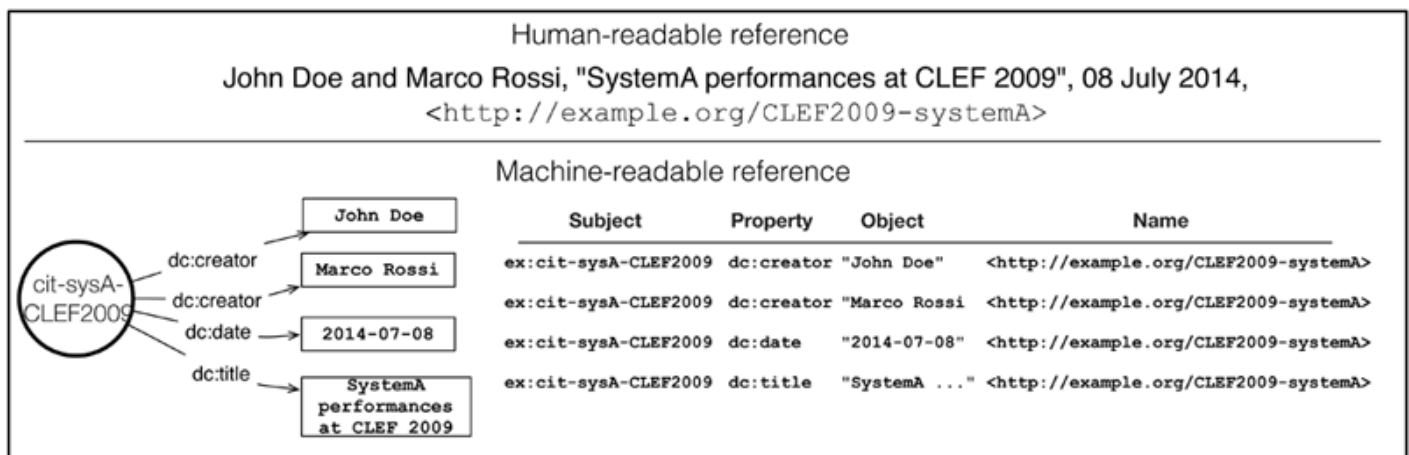 Human-readable reference
John Doe and Marco Rossi, "SystemA performances at CLEF 2009", 08 July 2014,
<http://example.org/CLEF2009-systemA>
Machine-readable reference
cit-sysA-
CLEF2009
dc:creator
dc:creator
dc:date
dc:title
John Doe
Marco Rossi
2014-07-08
SystemA
performances
at CLEF 2009
Subject Property Object Name
ex:cit-sysA-CLEF2009 dc:creator "John Doe" <http://example.org/CLEF2009-systemA>
ex:cit-sysA-CLEF2009 dc:creator "Marco Rossi <http://example.org/CLEF2009-systemA>
ex:cit-sysA-CLEF2009 dc:date "2014-07-08" <http://example.org/CLEF2009-systemA>
ex:cit-sysA-CLEF2009 dc:title "SystemA ..." <http://example.org/CLEF2009-systemA>